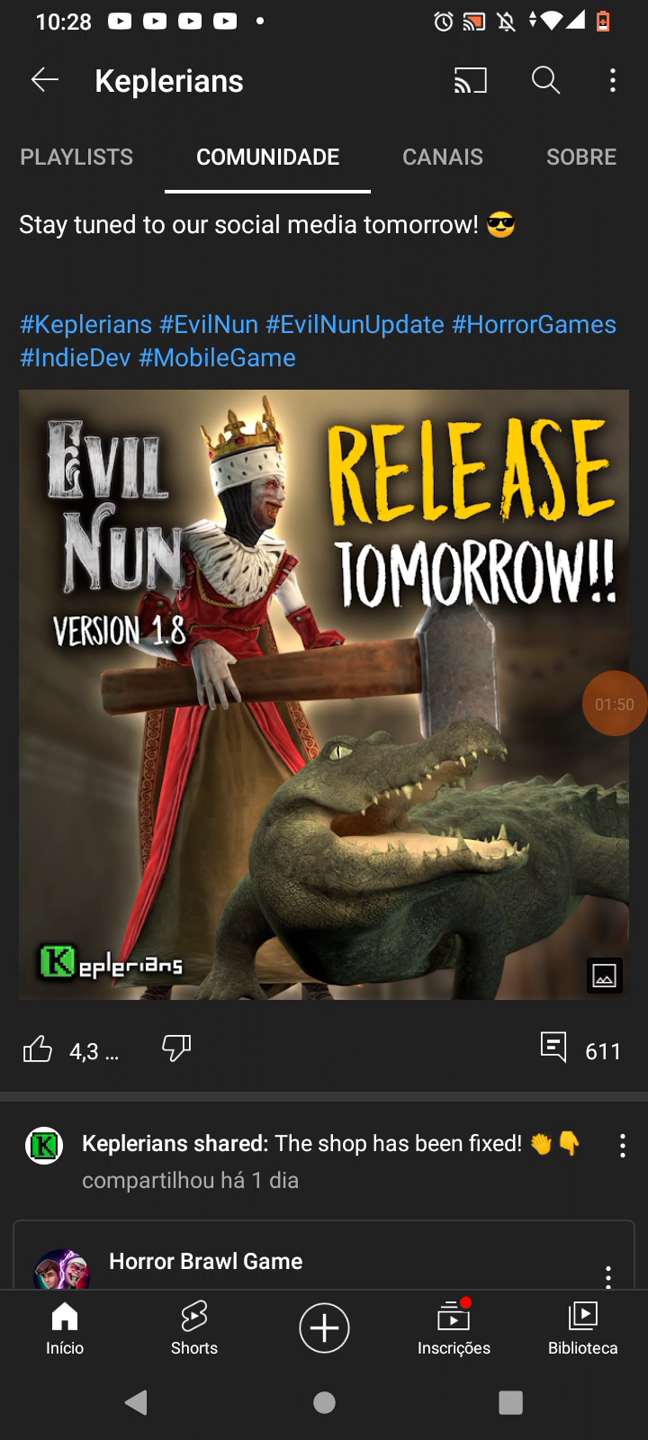 10:28
Keplerians
PLAYLISTS COMUNIDADE CANAIS SOBRE
Stay tuned to our social media tomorrow! 😎
#Keplerians #EvilNun #EvilNunUpdate #HorrorGames
#IndieDev #MobileGame
EVIL
NUN
VERSION 1.8
RELEASE
TOMORROW!!
01:50
Keplerians
4,3 ...
611
Keplerians shared: The shop has been fixed! 👏👇
compartilhou há 1 dia
Horror Brawl Game
Início Shorts Inscrições Biblioteca